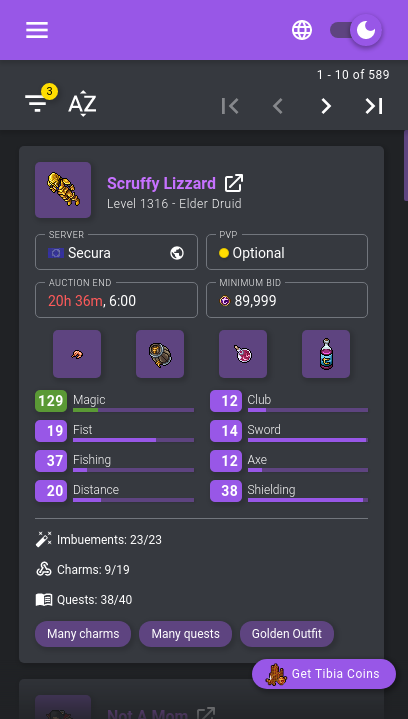 1 - 10 of 589
3
AZ
Scruffy Lizzard
Level 1316 - Elder Druid
SERVER
Secura
PVP
Optional
AUCTION END
20h 36m, 6:00
MINIMUM BID
89,999
129 Magic
12 Club
19 Fist
14 Sword
37 Fishing
12 Axe
20 Distance
38 Shielding
Imbuements: 23/23
Charms: 9/19
Quests: 38/40
Many charms
Many quests
Golden Outfit
Get Tibia Coins
Not A Mom